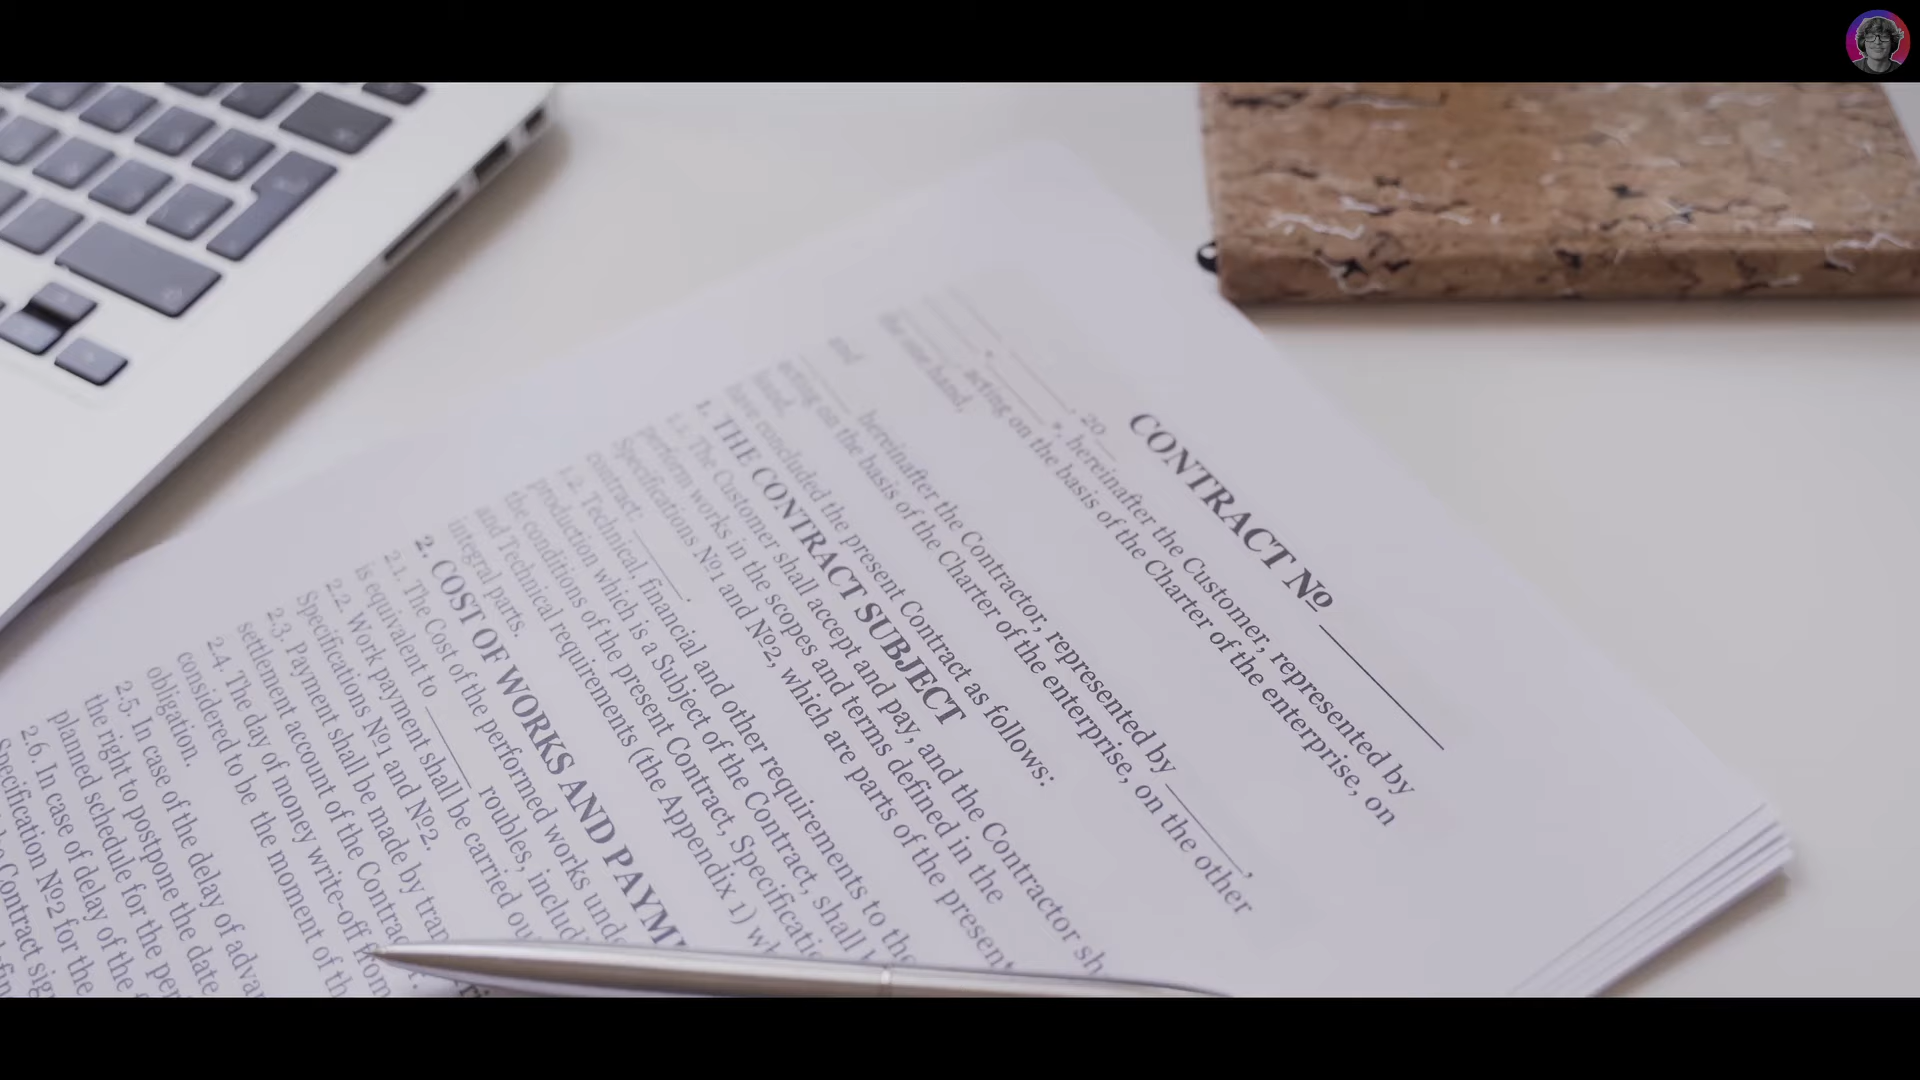 CONTRACT №
, 20
", hereinafter the Customer, represented by
, acting on the basis of the Charter of the enterprise, on
the one hand,
and
hereinafter the Contractor, represented by ,
acting on the basis of the Charter of the enterprise, on the other
hand,
have concluded the present Contract as follows:
1. THE CONTRACT SUBJECT
1.1. The Customer shall accept and pay, and the Contractor sh
perform works in the scopes and terms defined in the
Specifications №1 and №2, which are parts of the present
contract:
1.2. Technical, financial and other requirements to the
production which is a Subject of the Contract, shall
the conditions of the present Contract, Specificatio
and Technical requirements (the Appendix 1) wh
integral parts.
2. COST OF WORKS AND PAYM
2.1. The Cost of the performed works unde
is equivalent to roubles, includ
2.2. Work payment shall be carried ou
Specifications №1 and №2.
2.3. Payment shall be made by tran
settlement account of the Contrac
2.4. The day of money write-off from
considered to be the moment of th
obligation.
2.5. In case of the delay of advan
the right to postpone the date
planned schedule for the peri
2.6. In case of delay of the
Specification №2 for the
Contract sig